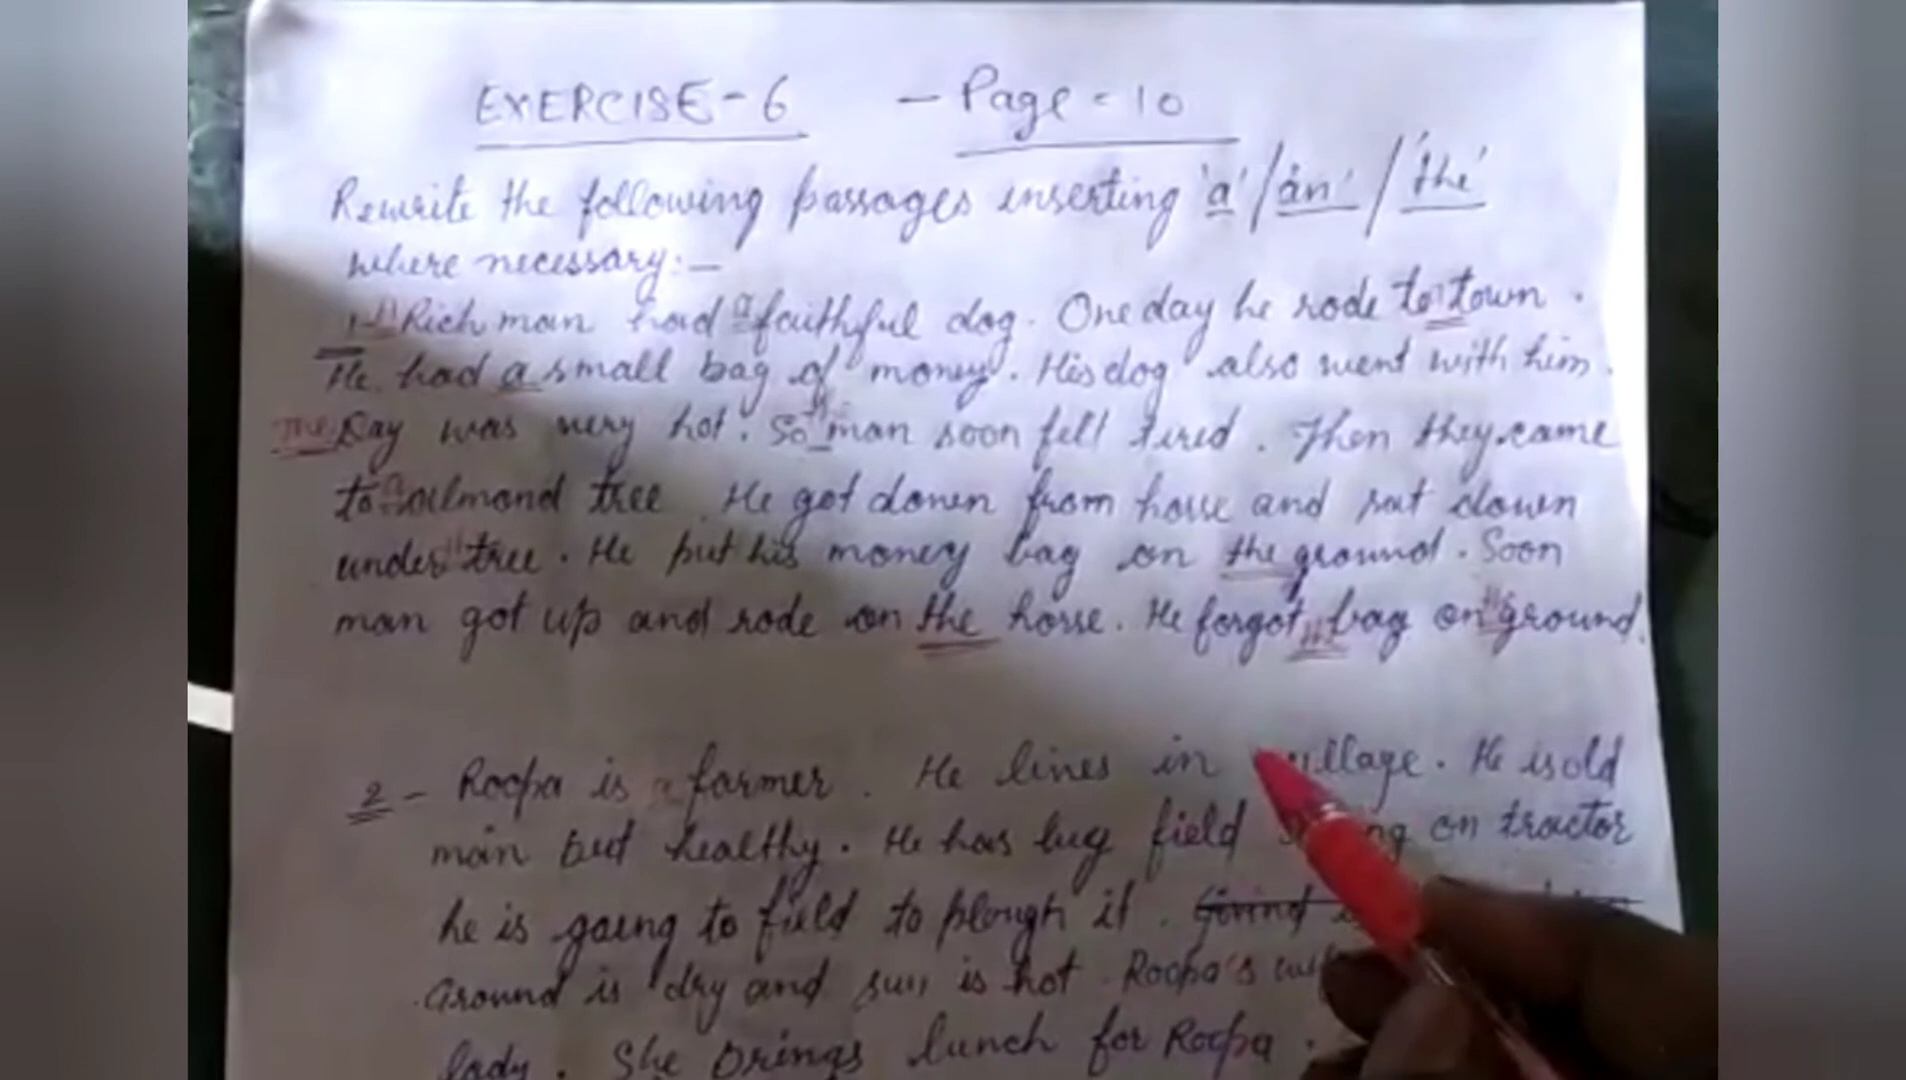 EXERCISE-6 - Page = 10
Rewrite the following passages inserting 'a'/'an'/'the'
where necessary:-
1- Rich man had a faithful dog. One day he rode to town.
He had a small bag of money. His dog also went with him.
The Day was very hot. So man soon felt tired. Then they came
to almond tree. He got down from horse and sat down
under tree. He put his money bag on the ground. Soon
man got up and rode on the horse. He forgot the bag on ground.
2- Roopa is a farmer. He lines in village. He is old
man but healthy. He has big field on tractor
he is going to field to plough it.
Ground is dry and sun is hot. Roopa's
lady. She brings lunch for Roopa.